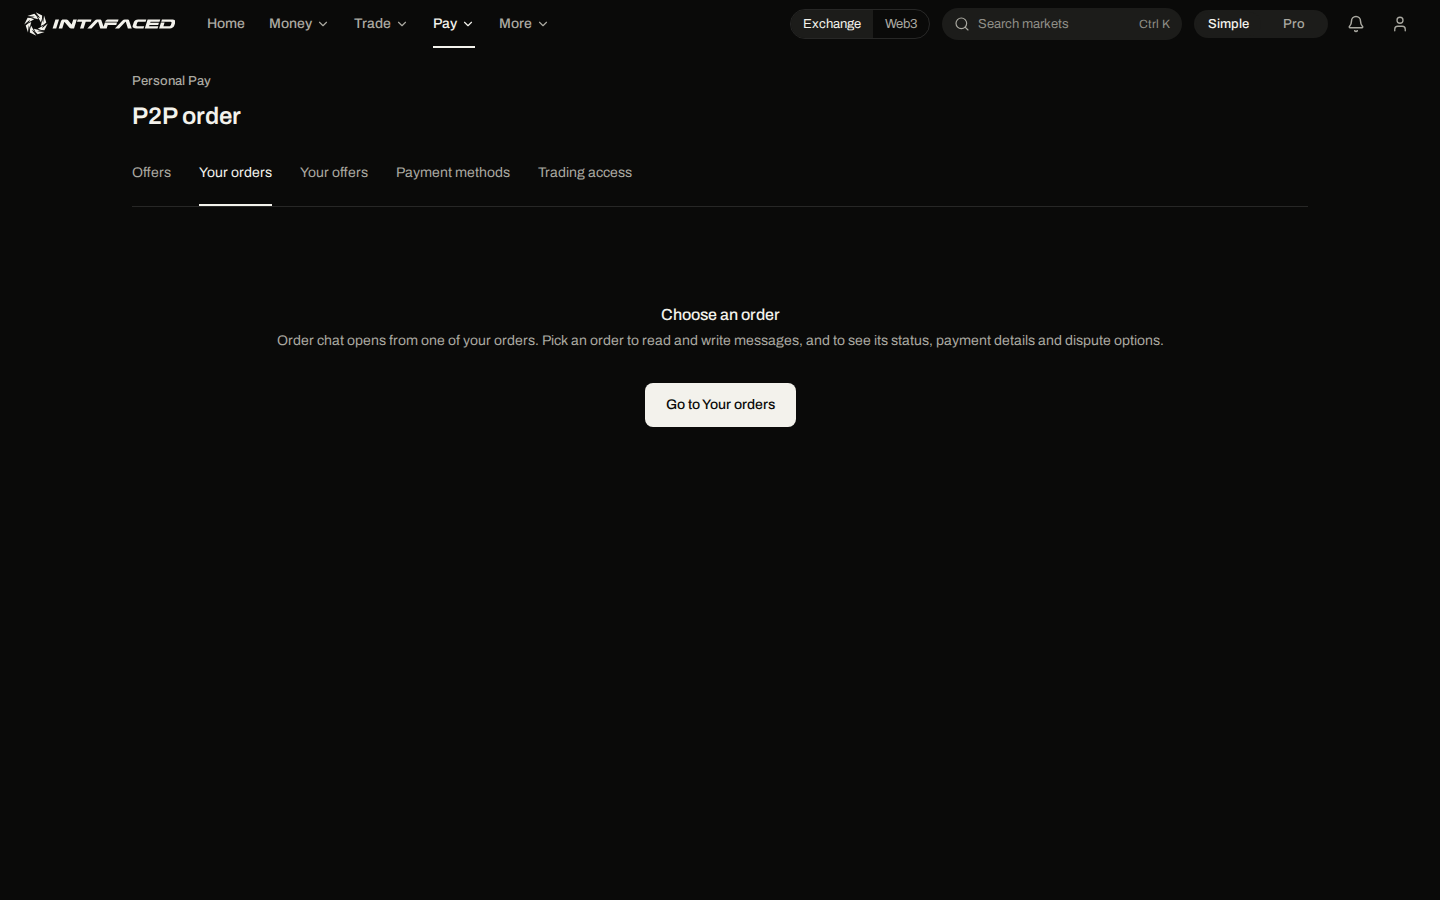 INTAFACED Home Money Trade Pay More Exchange Web3 Search markets Ctrl K Simple Pro
Personal Pay
P2P order
Offers Your orders Your offers Payment methods Trading access
Choose an order
Order chat opens from one of your orders. Pick an order to read and write messages, and to see its status, payment details and dispute options.
Go to Your orders